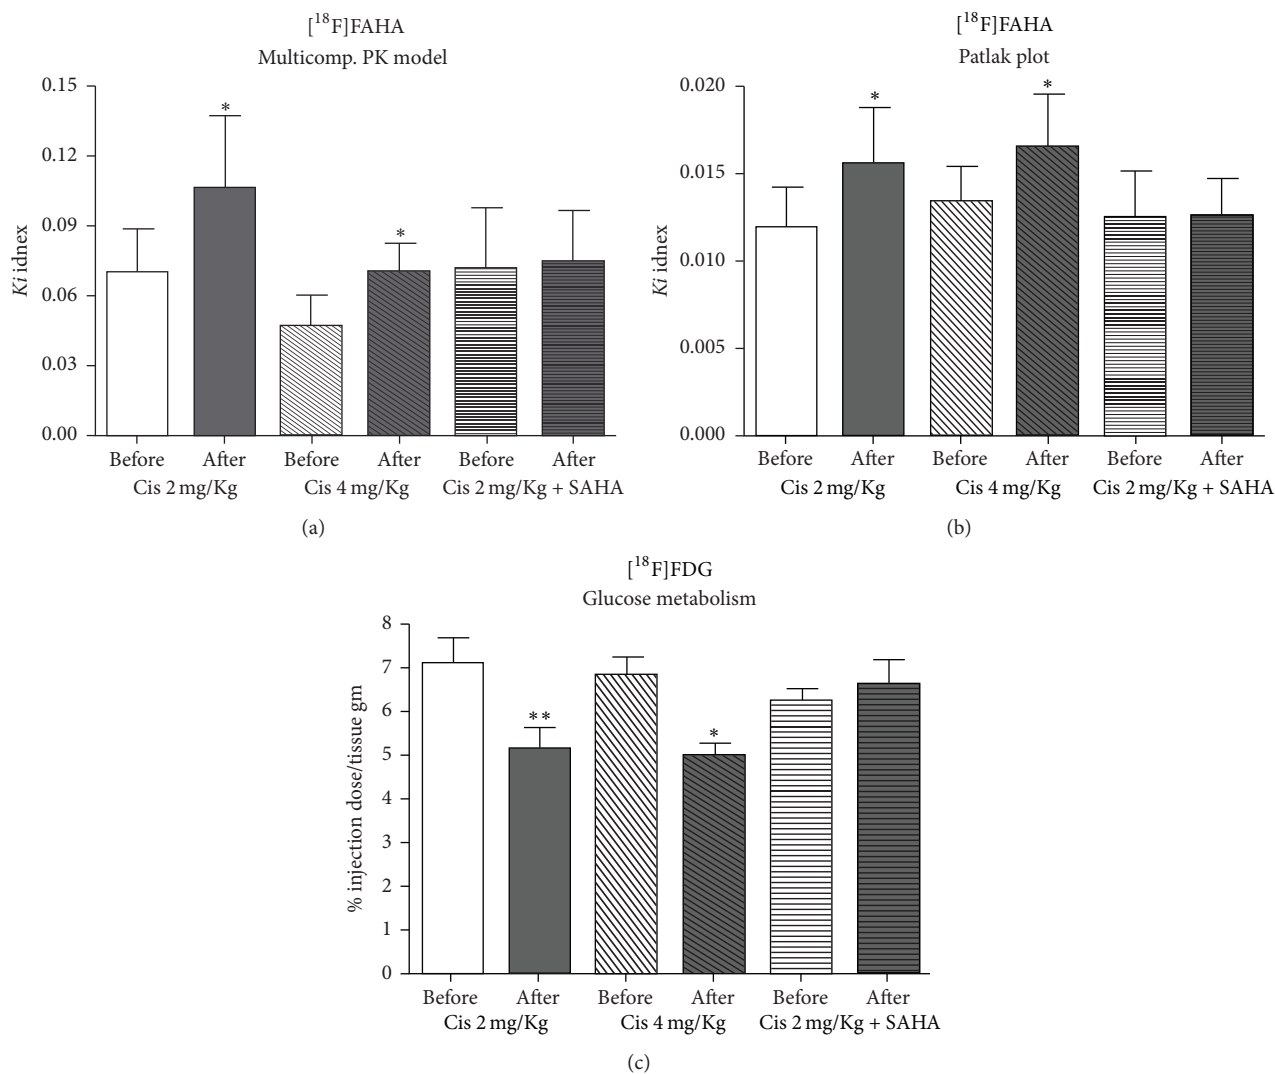 [18F]FAHA
Multicomp. PK model
0.15
0.12
0.09
0.06
0.03
0.00
Ki idnex
*
*
Before After Before After Before After
Cis 2 mg/Kg Cis 4 mg/Kg Cis 2 mg/Kg + SAHA
(a)
[18F]FAHA
Patlak plot
0.020
0.015
0.010
0.005
0.000
Ki idnex
*
*
Before After Before After Before After
Cis 2 mg/Kg Cis 4 mg/Kg Cis 2 mg/Kg + SAHA
(b)
[18F]FDG
Glucose metabolism
8
7
6
5
4
3
2
1
0
% injection dose/tissue gm
**
*
Before After Before After Before After
Cis 2 mg/Kg Cis 4 mg/Kg Cis 2 mg/Kg + SAHA
(c)